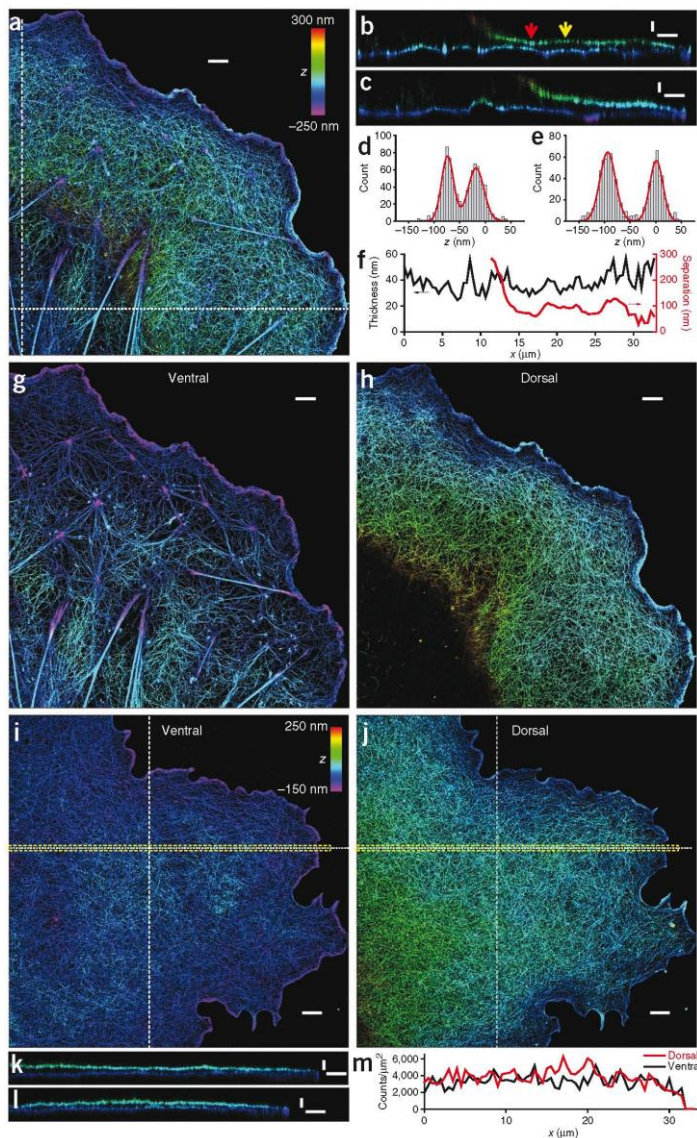 a
300 nm
z
−250 nm
b
c
d
Count
80
60
40
20
0
−150 −100 −50 0 50
z (nm)
e
Count
100
80
60
40
20
0
−150 −100 −50 0 50
z (nm)
f
Thickness (nm)
60
40
20
0
Separation (nm)
300
200
100
0
0 5 10 15 20 25 30
x (μm)
g
Ventral
h
Dorsal
i
Ventral
250 nm
z
−150 nm
j
Dorsal
k
l
m
Counts/μm²
6,000
4,000
2,000
0
Dorsal
Ventral
0 10 20 30
x (μm)